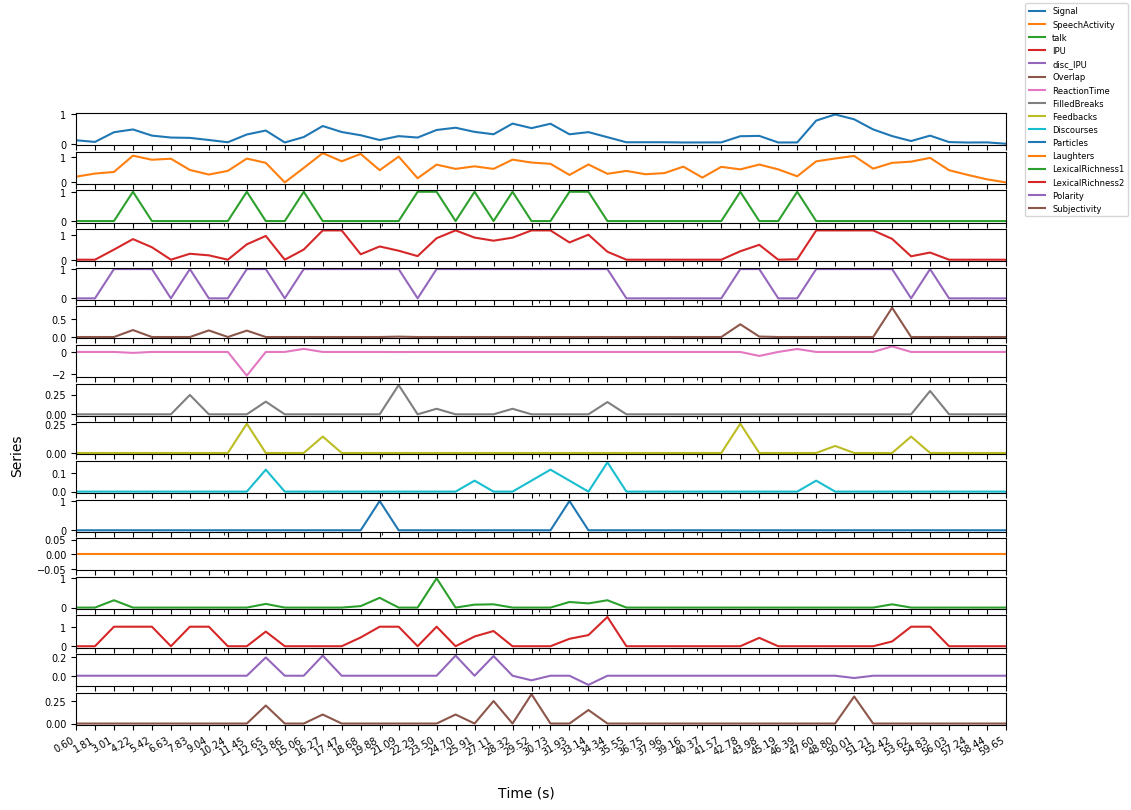 Signal
SpeechActivity
talk
IPU
disc_IPU
Overlap
ReactionTime
FilledBreaks
Feedbacks
Discourses
Particles
Laughters
LexicalRichness1
LexicalRichness2
Polarity
Subjectivity
1
0
1
0
1
0
1
0
1
0
0.5
0.0
0
−2
0.25
0.00
0.25
0.00
0.1
0.0
1
0
0.05
0.00
−0.05
1
0
1
0
0.2
0.0
0.25
0.00
Series
0.60 1.81 3.01 4.22 5.42 6.63 7.83 9.04 10.24 11.45 12.65 13.86 15.06 16.27 17.47 18.68 19.88 21.09 22.29 23.50 24.70 25.91 27.11 28.32 29.52 30.73 31.93 33.14 34.34 35.55 36.75 37.96 39.16 40.37 41.57 42.78 43.98 45.19 46.39 47.60 48.80 50.01 51.21 52.42 53.62 54.83 56.03 57.24 58.44 59.65
Time (s)